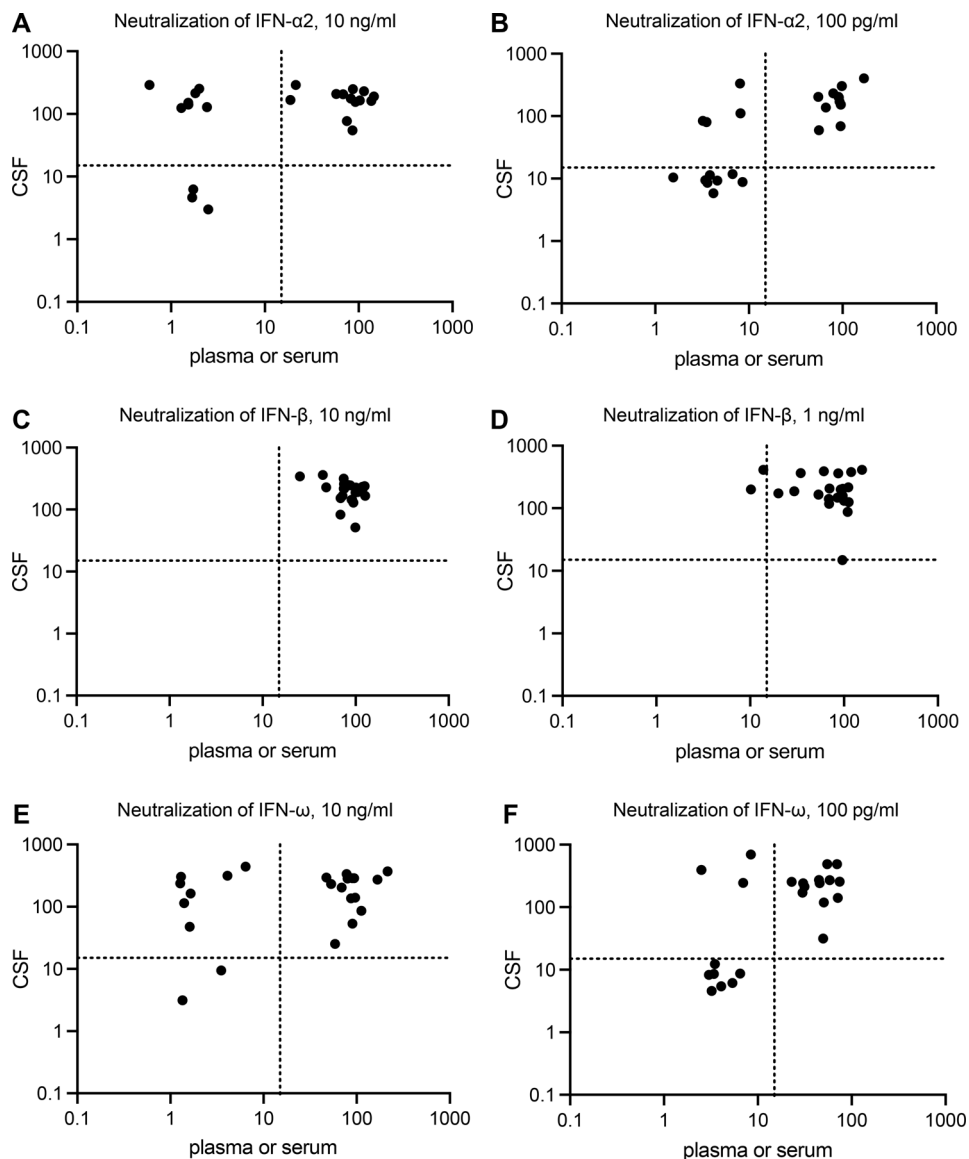 A
Neutralization of IFN-α2, 10 ng/ml
1000
100
10
1
0.1
CSF
0.1 1 10 100 1000
plasma or serum
B
Neutralization of IFN-α2, 100 pg/ml
1000
100
10
1
0.1
CSF
0.1 1 10 100 1000
plasma or serum
C
Neutralization of IFN-β, 10 ng/ml
1000
100
10
1
0.1
CSF
0.1 1 10 100 1000
plasma or serum
D
Neutralization of IFN-β, 1 ng/ml
1000
100
10
1
0.1
CSF
0.1 1 10 100 1000
plasma or serum
E
Neutralization of IFN-ω, 10 ng/ml
1000
100
10
1
0.1
CSF
0.1 1 10 100 1000
plasma or serum
F
Neutralization of IFN-ω, 100 pg/ml
1000
100
10
1
0.1
CSF
0.1 1 10 100 1000
plasma or serum